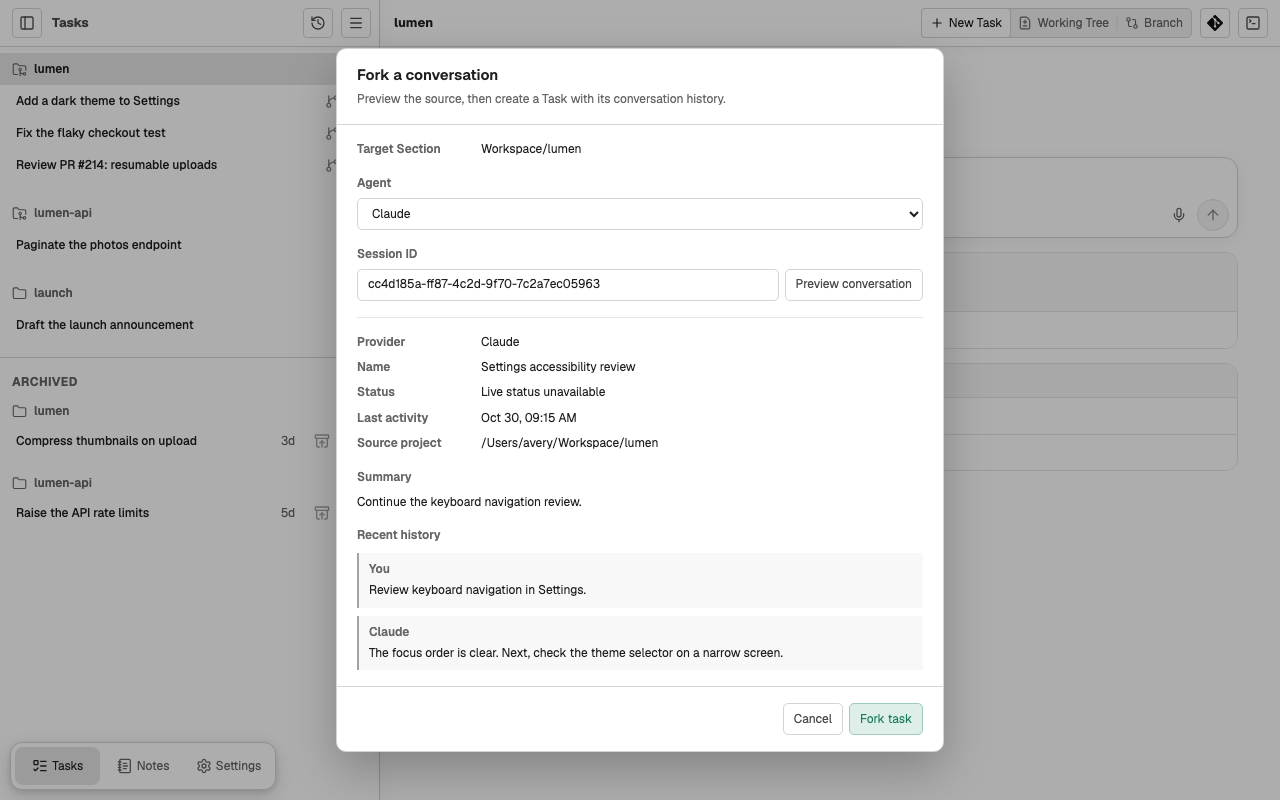 Tasks
lumen
New Task
Working Tree
Branch
lumen
Add a dark theme to Settings
Fix the flaky checkout test
Review PR #214: resumable uploads
lumen-api
Paginate the photos endpoint
launch
Draft the launch announcement
ARCHIVED
lumen
Compress thumbnails on upload 3d
lumen-api
Raise the API rate limits 5d
Tasks
Notes
Settings
Fork a conversation
Preview the source, then create a Task with its conversation history.
Target Section Workspace/lumen
Agent
Claude
Session ID
cc4d185a-ff87-4c2d-9f70-7c2a7ec05963
Preview conversation
Provider Claude
Name Settings accessibility review
Status Live status unavailable
Last activity Oct 30, 09:15 AM
Source project /Users/avery/Workspace/lumen
Summary
Continue the keyboard navigation review.
Recent history
You
Review keyboard navigation in Settings.
Claude
The focus order is clear. Next, check the theme selector on a narrow screen.
Cancel
Fork task